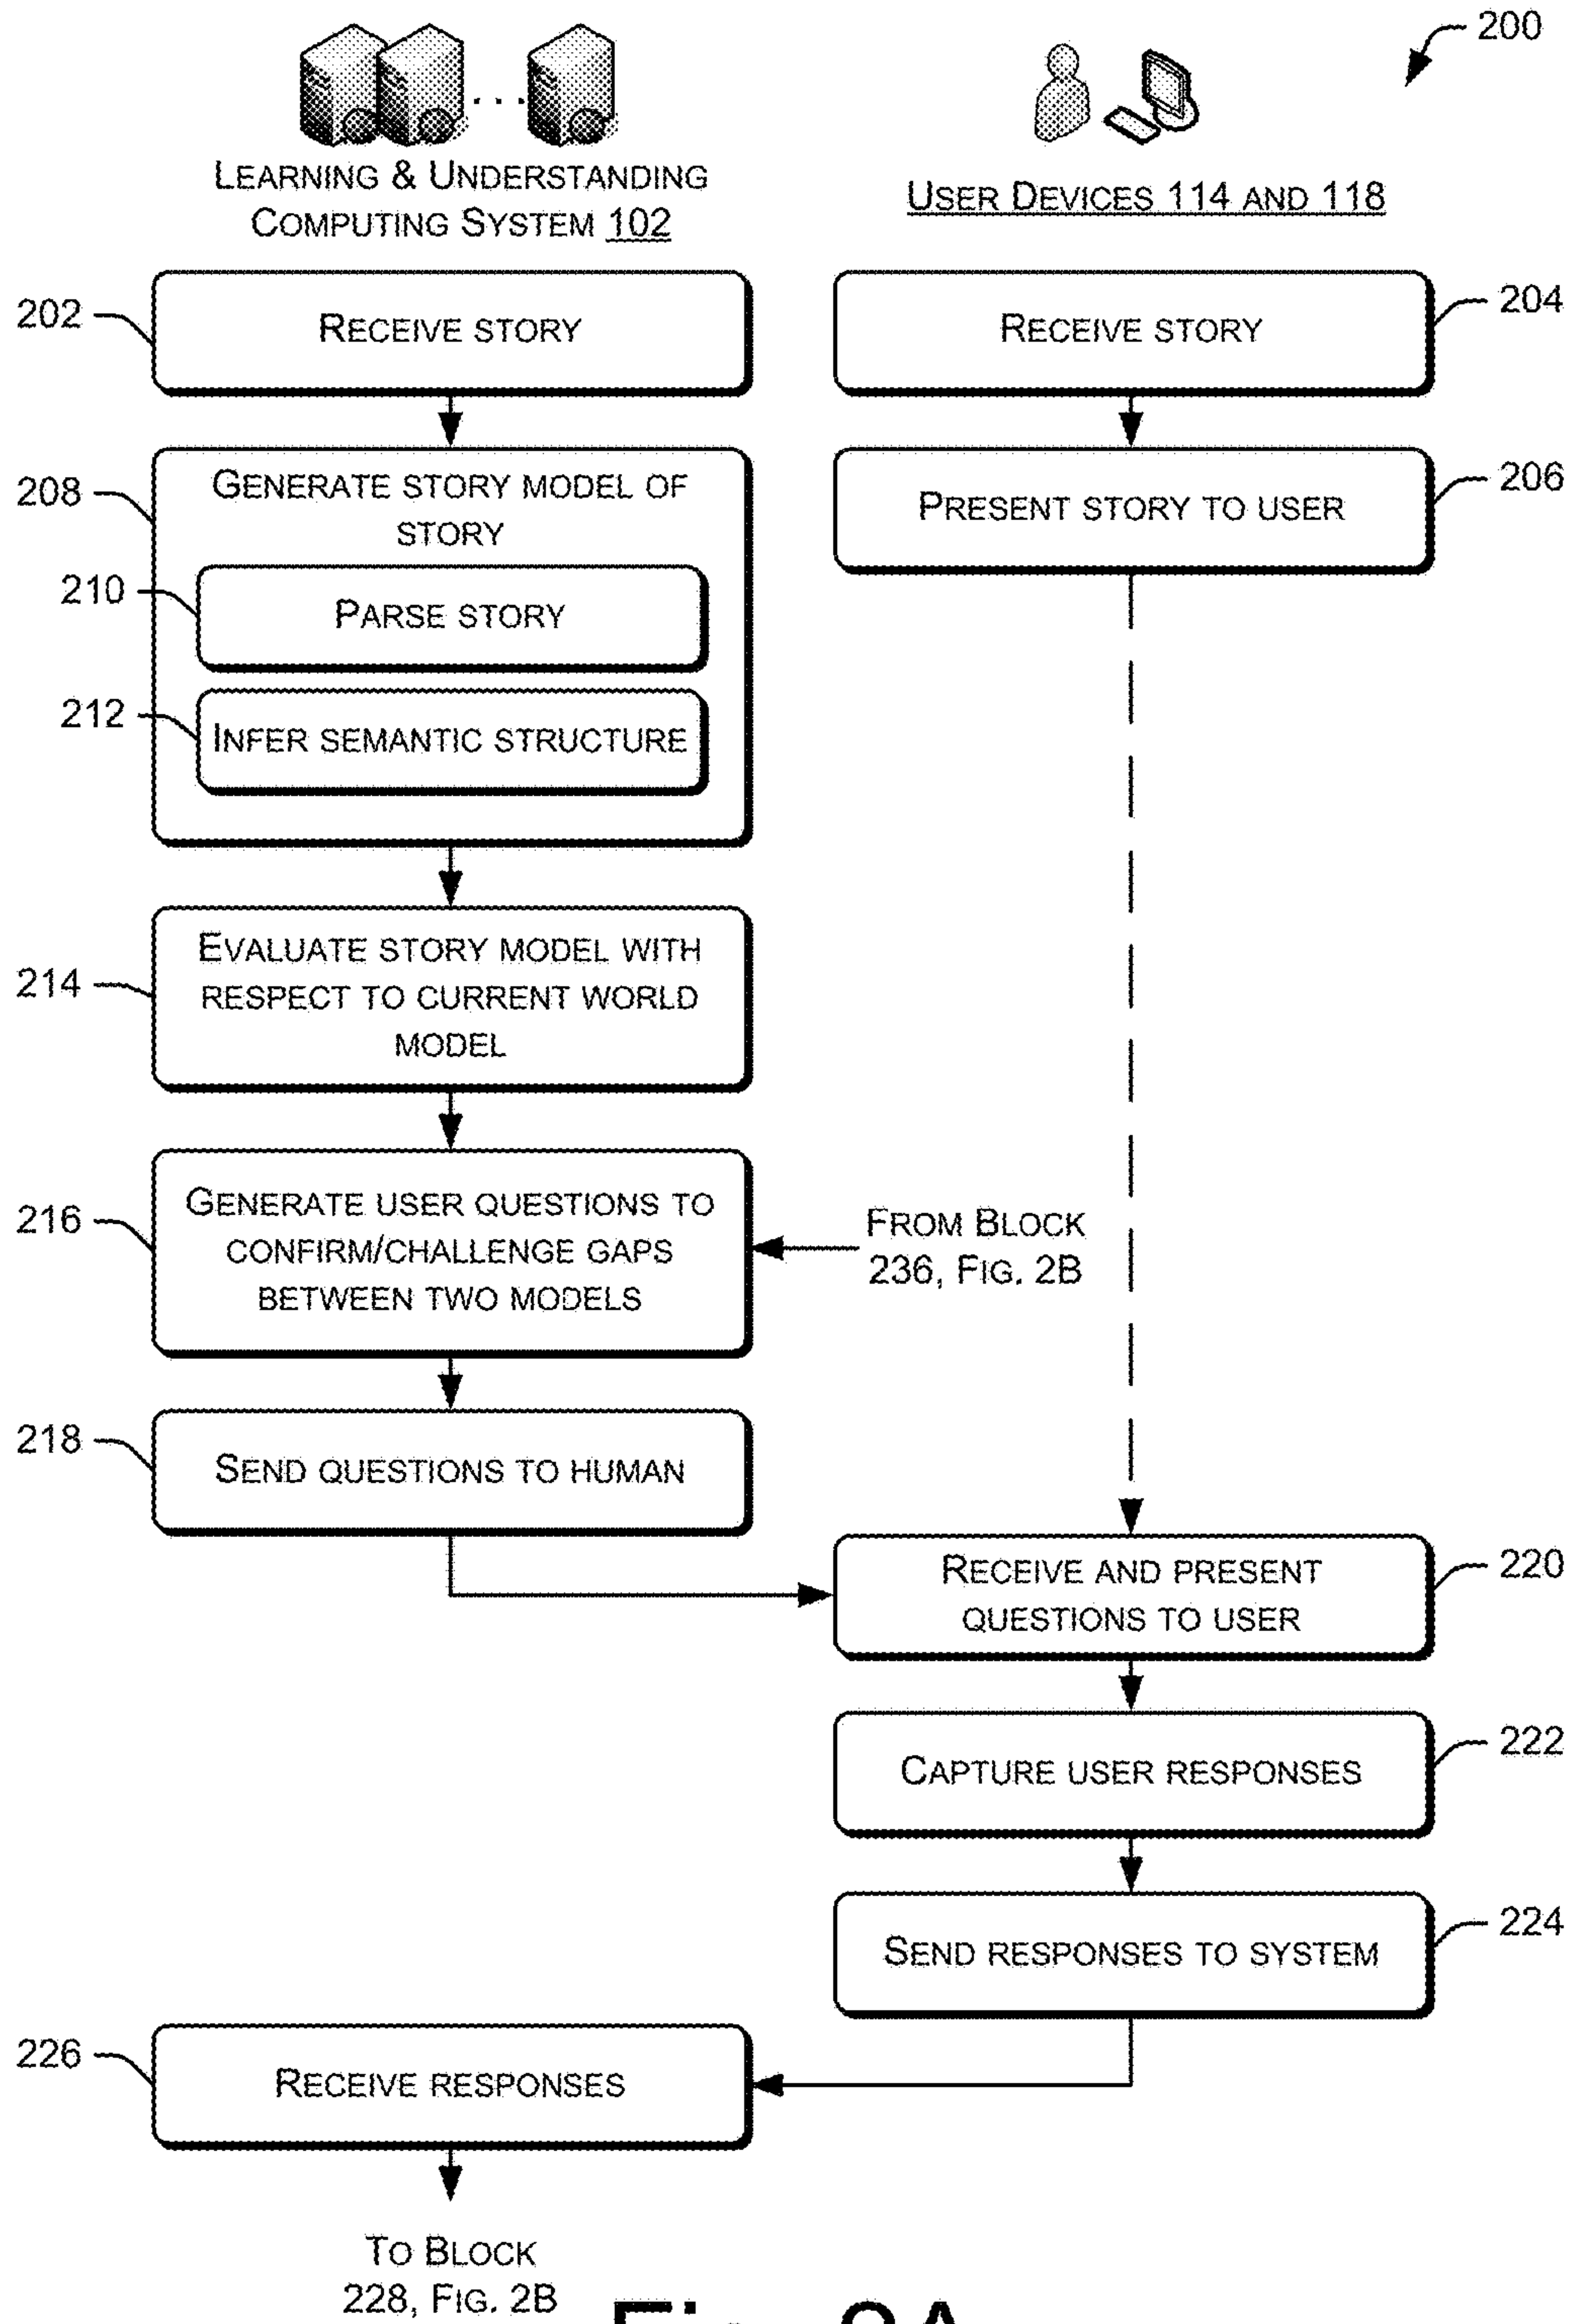 200
LEARNING & UNDERSTANDING
COMPUTING SYSTEM 102
USER DEVICES 114 AND 118
202
RECEIVE STORY
204
RECEIVE STORY
208
GENERATE STORY MODEL OF
STORY
206
PRESENT STORY TO USER
210
PARSE STORY
212
INFER SEMANTIC STRUCTURE
214
EVALUATE STORY MODEL WITH
RESPECT TO CURRENT WORLD
MODEL
216
GENERATE USER QUESTIONS TO
CONFIRM/CHALLENGE GAPS
BETWEEN TWO MODELS
FROM BLOCK
236, FIG. 2B
218
SEND QUESTIONS TO HUMAN
220
RECEIVE AND PRESENT
QUESTIONS TO USER
222
CAPTURE USER RESPONSES
224
SEND RESPONSES TO SYSTEM
226
RECEIVE RESPONSES
TO BLOCK
228, FIG. 2B